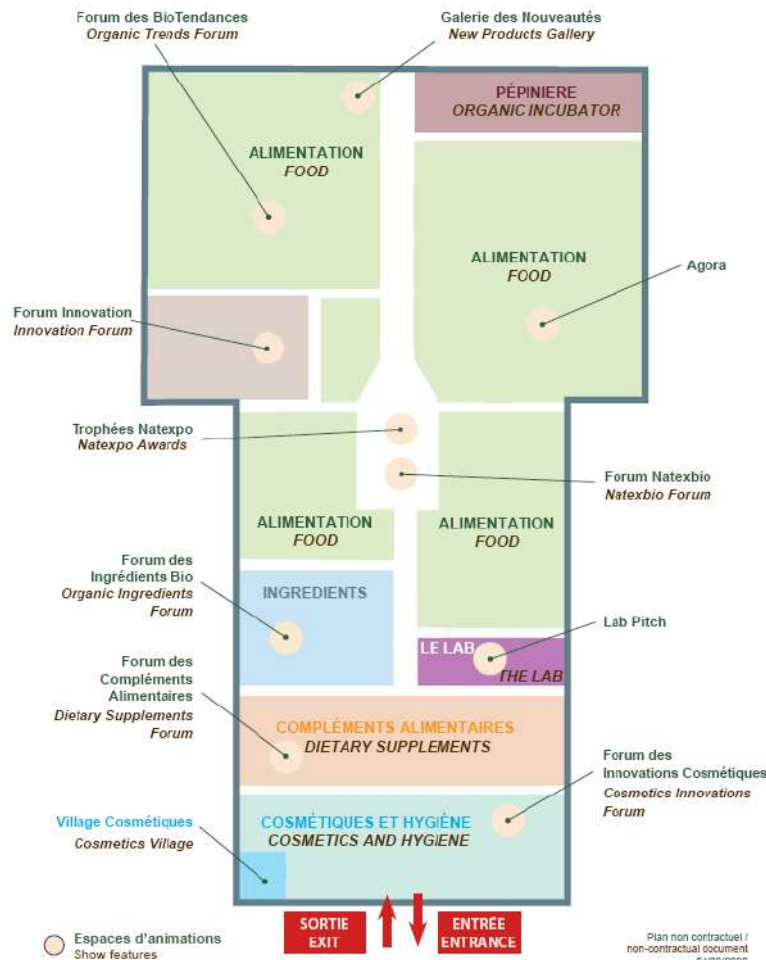 Forum des BioTendances
Organic Trends Forum
Galerie des Nouveautés
New Products Gallery
PÉPINIERE
ORGANIC INCUBATOR
ALIMENTATION
FOOD
ALIMENTATION
FOOD
Agora
Forum Innovation
Innovation Forum
Trophées Natexpo
Natexpo Awards
Forum Natexbio
Natexbio Forum
ALIMENTATION
FOOD
ALIMENTATION
FOOD
Forum des
Ingrédients Bio
Organic Ingredients
Forum
INGREDIENTS
Lab Pitch
LE LAB
THE LAB
Forum des
Compléments
Alimentaires
Dietary Supplements
Forum
COMPLÉMENTS ALIMENTAIRES
DIETARY SUPPLEMENTS
Forum des
Innovations Cosmétiques
Cosmetics Innovations
Forum
Village Cosmétiques
Cosmetics Village
COSMÉTIQUES ET HYGIÈNE
COSMETICS AND HYGIENE
SORTIE
EXIT
ENTRÉE
ENTRANCE
Espaces d'animations
Show features
Plan non contractuel /
non-contractual document